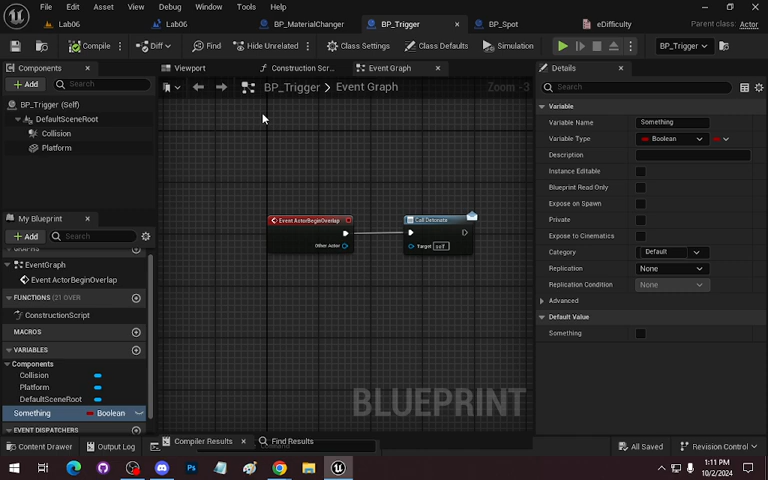 File Edit Asset View Debug Window Tools Help
Lab06 Lab06 BP_MaterialChanger BP_Trigger BP_Spot eDifficulty Parent class: Actor
Compile Diff Find Hide Unrelated Class Settings Class Defaults Simulation BP_Trigger
Components
Add Search
BP_Trigger (Self)
DefaultSceneRoot
Collision
Platform
My Blueprint
Add Search
EventGraph
Event ActorBeginOverlap
FUNCTIONS (21 OVER
ConstructionScript
MACROS
VARIABLES
Components
Collision
Platform
DefaultSceneRoot
Something Boolean
EVENT DISPATCHERS
Viewport Construction Scr... Event Graph
BP_Trigger > Event Graph Zoom -3
Event ActorBeginOverlap
Other Actor
Call Detonate
Target self
BLUEPRINT
Compiler Results Find Results
Details
Search
Variable
Variable Name Something
Variable Type Boolean
Description
Instance Editable
Blueprint Read Only
Expose on Spawn
Private
Expose to Cinematics
Category Default
Replication None
Replication Condition None
Advanced
Default Value
Something
Content Drawer Output Log All Saved Revision Control
1:11 PM
10/2/2024